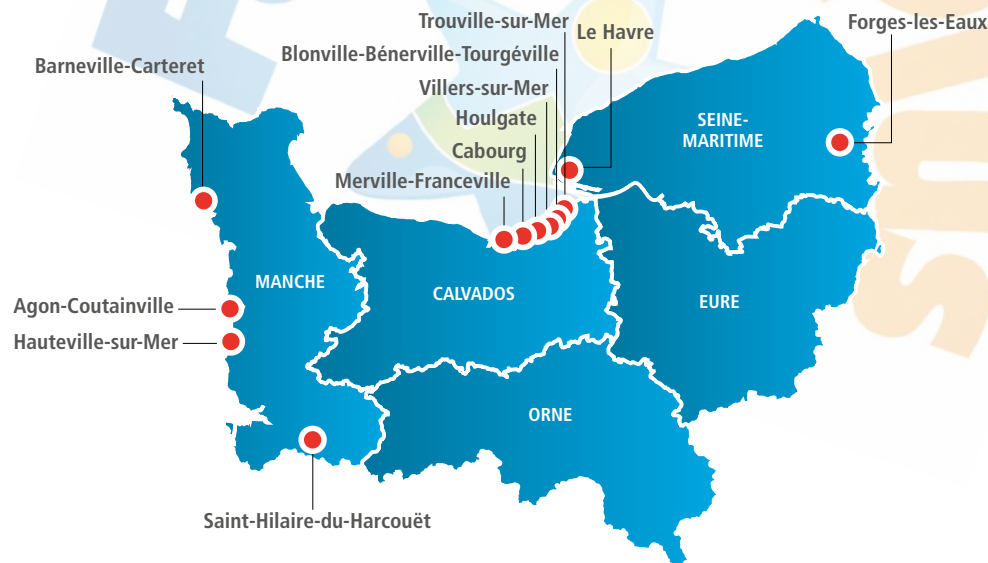 Trouville-sur-Mer
Le Havre
Forges-les-Eaux
Blonville-Bénerville-Tourgéville
Barneville-Carteret
Villers-sur-Mer
Houlgate
Cabourg
Merville-Franceville
SEINE-
MARITIME
MANCHE
CALVADOS
EURE
Agon-Coutainville
Hauteville-sur-Mer
ORNE
Saint-Hilaire-du-Harcouët